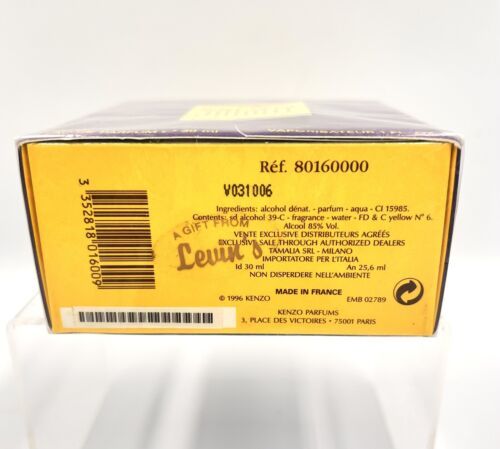 Réf. 80160000
V031006
Ingredients: alcohol dénat. - parfum - aqua - CI 15985.
Contents: sd alcohol 39-C - fragrance - water - FD & C yellow N° 6.
Alcool 85% Vol.
VENTE EXCLUSIVE DISTRIBUTEURS AGRÉÉS
EXCLUSIVE SALE THROUGH AUTHORIZED DEALERS
TAMALIA SRL - MILANO
IMPORTATORE PER L'ITALIA
Id 30 ml An 25,6 ml
NON DISPERDERE NELL'AMBIENTE
MADE IN FRANCE
© 1996 KENZO EMB 02789
KENZO PARFUMS
3, PLACE DES VICTOIRES • 75001 PARIS
A GIFT FROM
Levin's
3 352818 016009